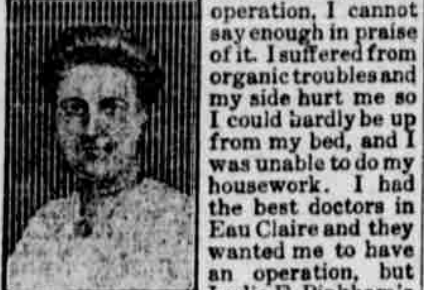 operation, I cannot
say enough in praise
of it. I suffered from
organic troubles and
my side hurt me so
I could hardly be up
from my bed, and I
was unable to do my
housework. I had
the best doctors in
Eau Claire and they
wanted me to have
an operation, but